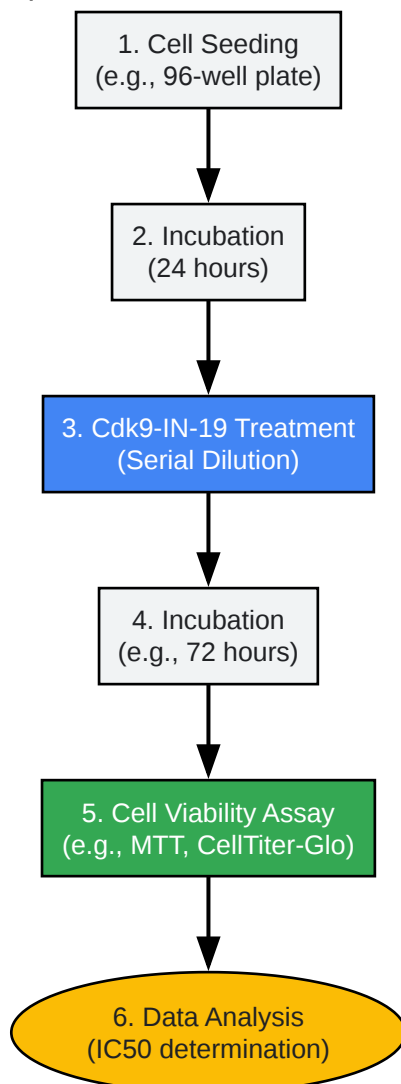 1. Cell Seeding
(e.g., 96-well plate)
2. Incubation
(24 hours)
3. Cdk9-IN-19 Treatment
(Serial Dilution)
4. Incubation
(e.g., 72 hours)
5. Cell Viability Assay
(e.g., MTT, CellTiter-Glo)
6. Data Analysis
(IC50 determination)